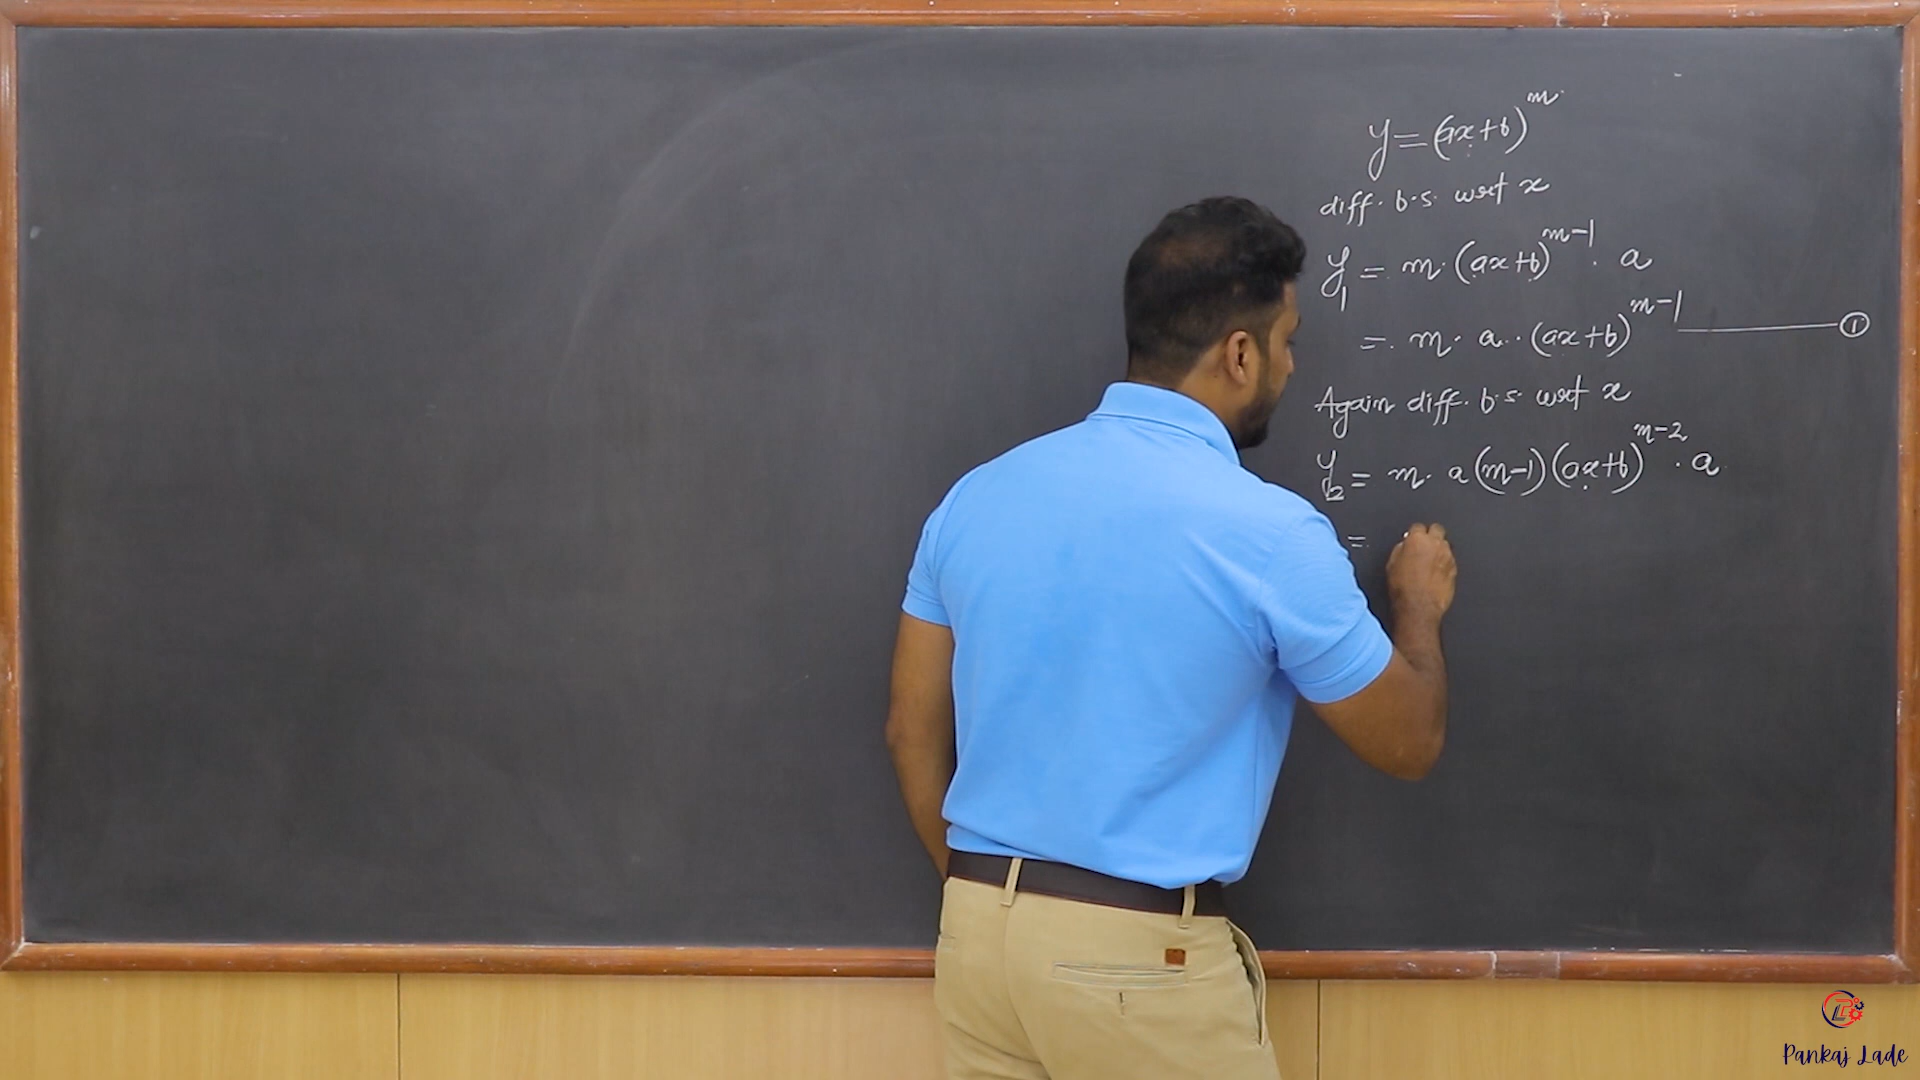 y = (ax+b)^m
diff. b.s. wrt x
y₁ = m. (ax+b)^m-1 . a
= m. a.. (ax+b)^m-1 ——— ①
Again diff. b.s. wrt x
y₂ = m. a(m-1)(ax+b)^m-2 . a
=
Pankaj Lade